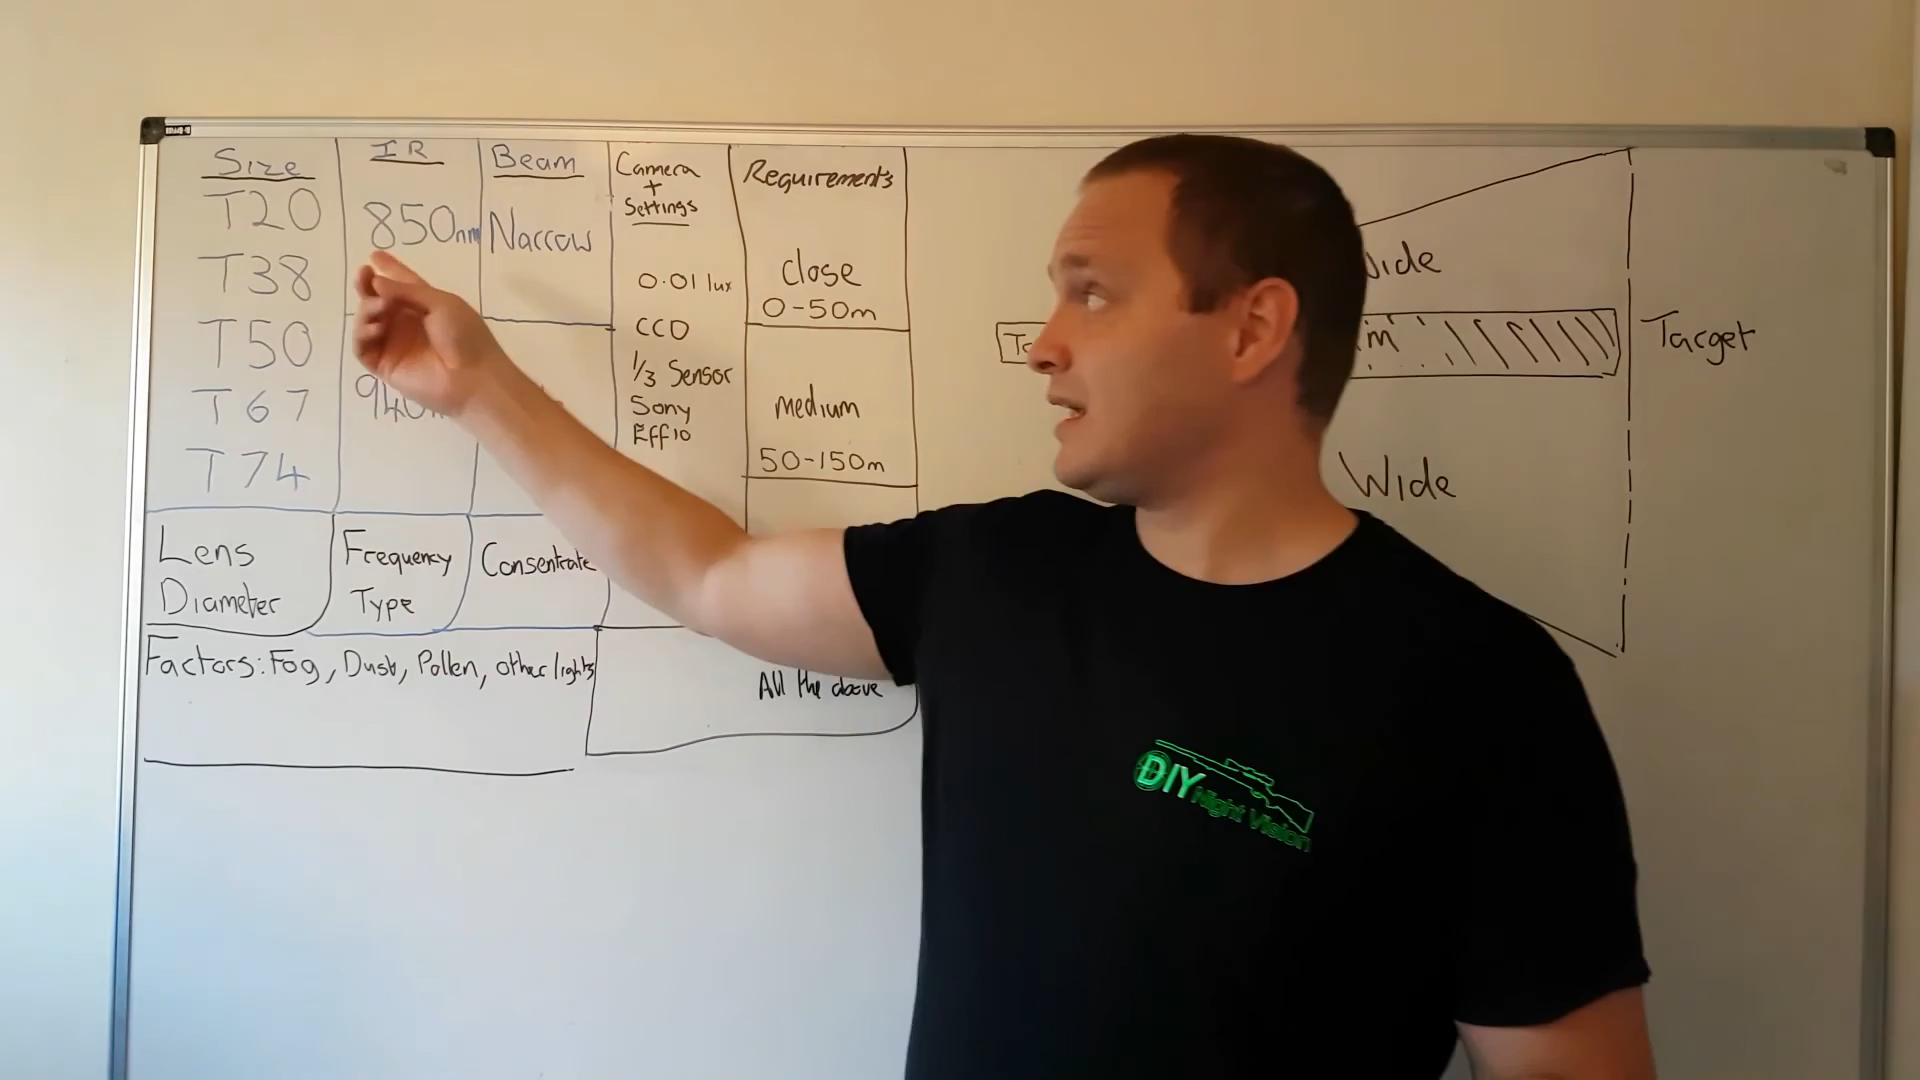 Size
T20
T38
T50
T67
T74
Lens
Diameter
IR
850nm
940
Frequency
Type
Beam
Narrow
Consentrate
Camera
+
Settings
0.01 lux
CCD
1/3 Sensor
Sony
Eff10
Requirements
close
0-50m
medium
50-150m
All the above
Factors: Fog, Dust, Pollen, other lights
Wide
Target
Wide
DIY Night Vision